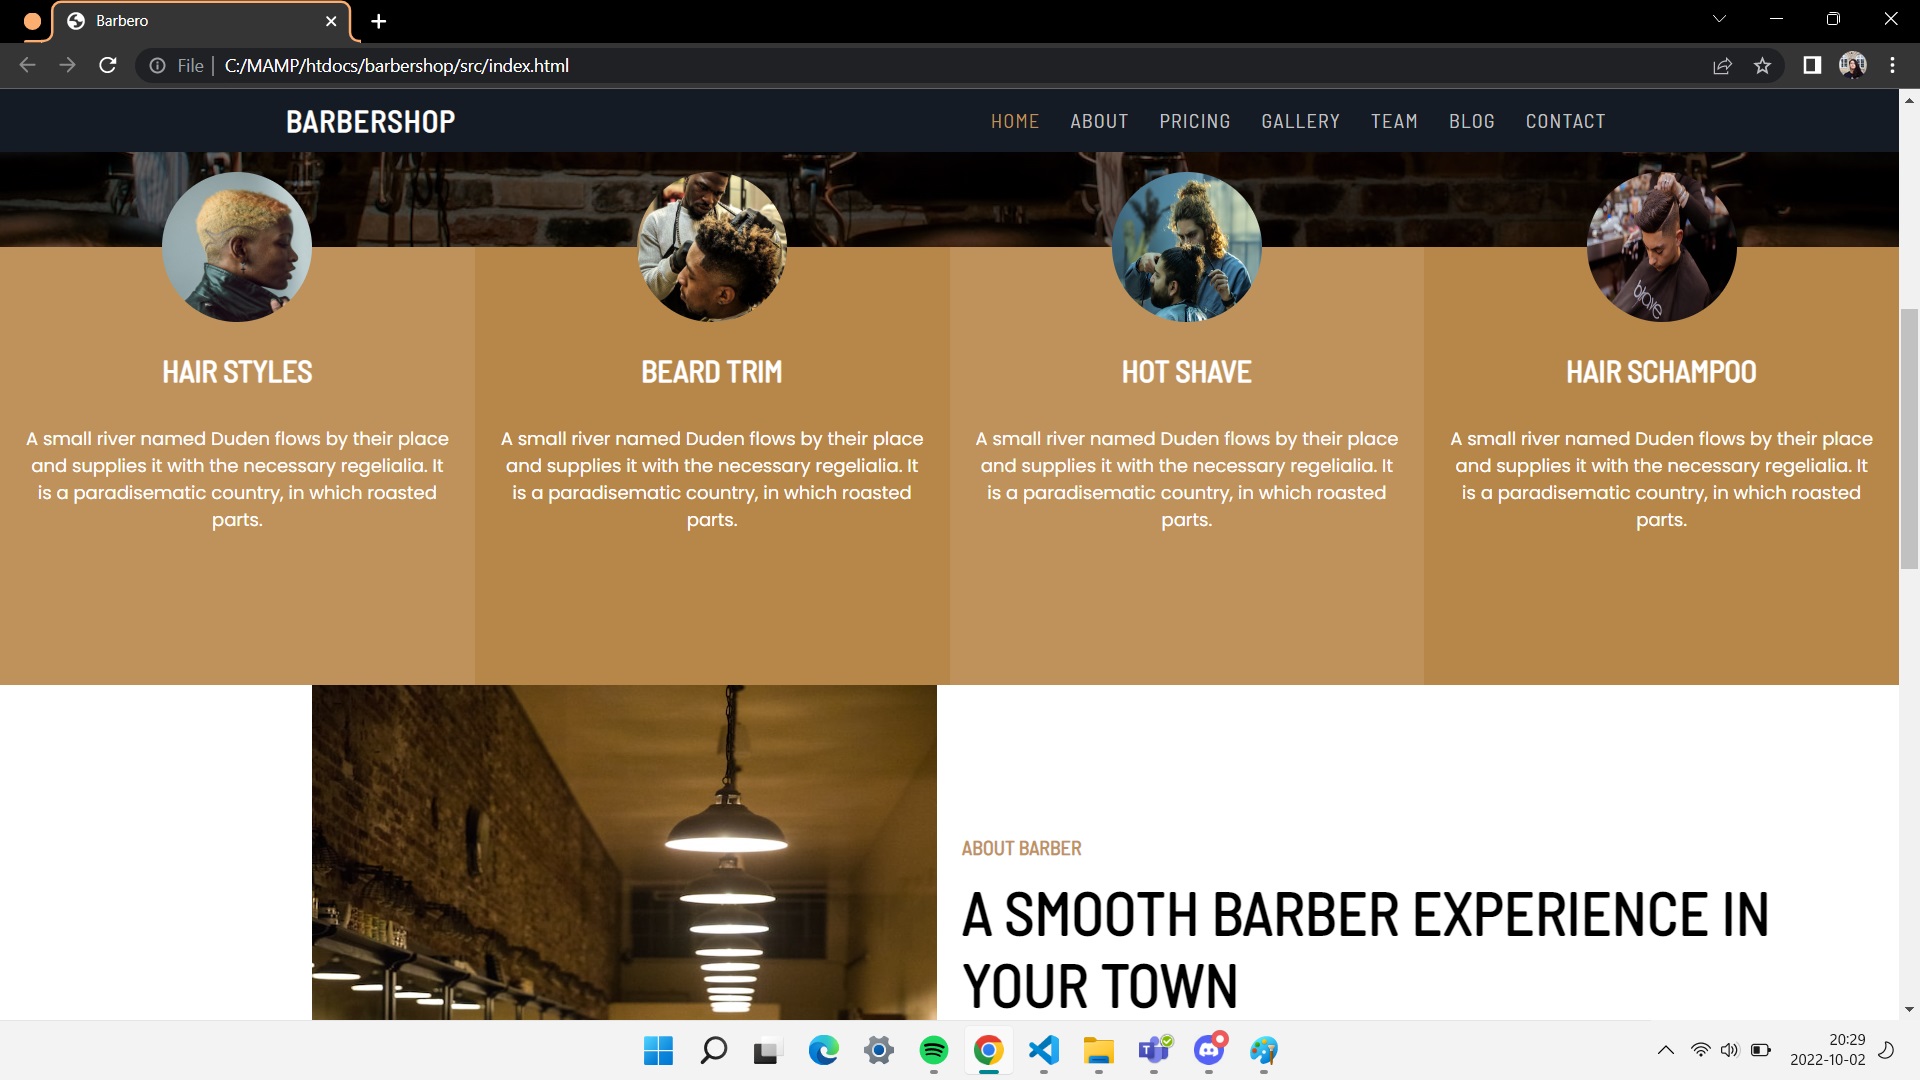 Barbero
File
C:/MAMP/htdocs/barbershop/src/index.html
BARBERSHOP
HOME ABOUT PRICING GALLERY TEAM BLOG CONTACT
brave
HAIR STYLES
A small river named Duden flows by their place
and supplies it with the necessary regelialia. It
is a paradisematic country, in which roasted
parts.
BEARD TRIM
A small river named Duden flows by their place
and supplies it with the necessary regelialia. It
is a paradisematic country, in which roasted
parts.
HOT SHAVE
A small river named Duden flows by their place
and supplies it with the necessary regelialia. It
is a paradisematic country, in which roasted
parts.
HAIR SCHAMPOO
A small river named Duden flows by their place
and supplies it with the necessary regelialia. It
is a paradisematic country, in which roasted
parts.
ABOUT BARBER
A SMOOTH BARBER EXPERIENCE IN
YOUR TOWN
20:29
2022-10-02